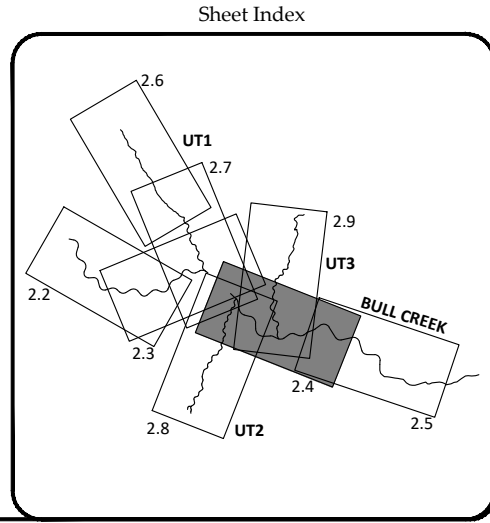 Sheet Index
2.6
UT1
2.7
2.9
UT3
2.2
BULL CREEK
2.3
2.4
2.8
UT2
2.5